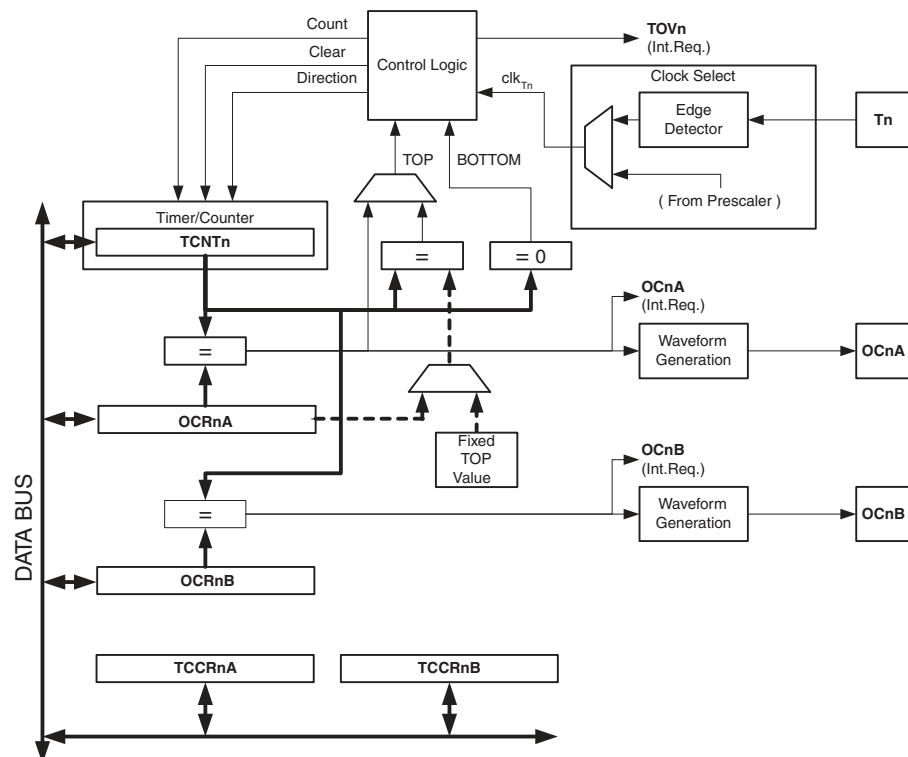 Count
Clear
Direction
Control Logic
TOVn
(Int.Req.)
clkTn
Clock Select
Edge
Detector
Tn
( From Prescaler )
TOP
BOTTOM
Timer/Counter
TCNTn
=
= 0
OCnA
(Int.Req.)
=
Waveform
Generation
OCnA
OCRnA
Fixed
TOP
Value
OCnB
(Int.Req.)
=
Waveform
Generation
OCnB
OCRnB
DATA BUS
TCCRnA
TCCRnB